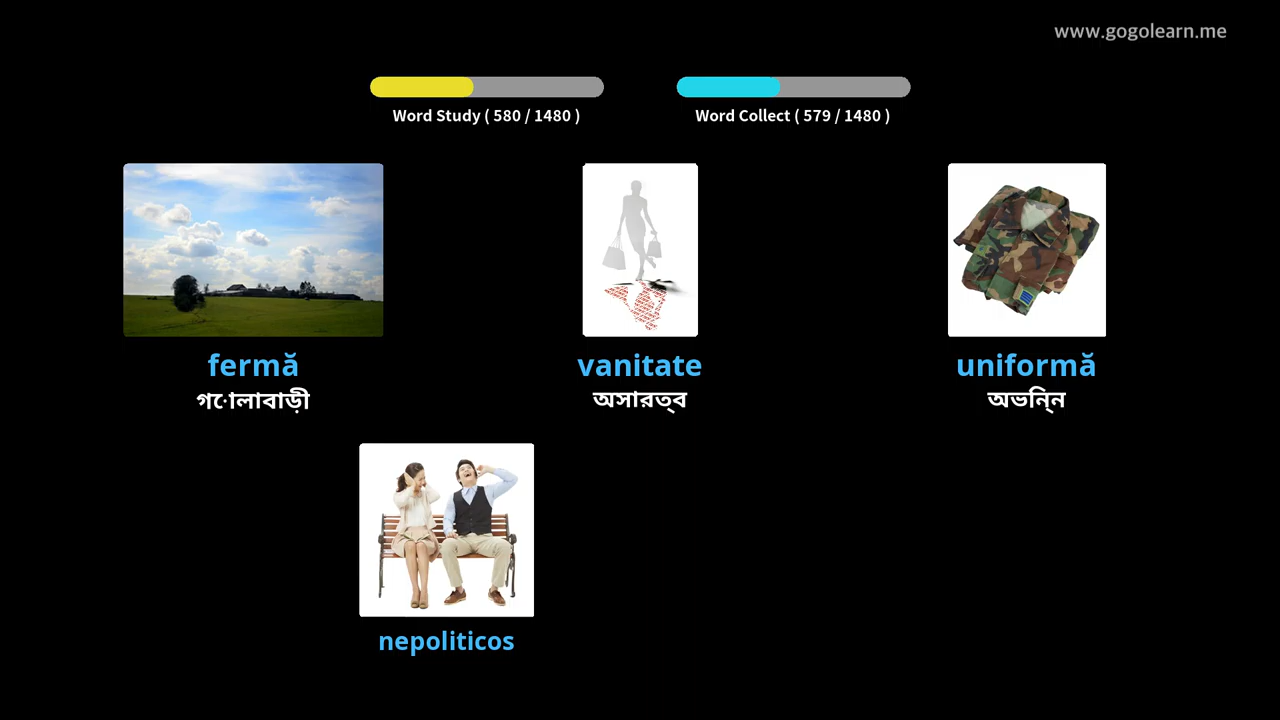 www.gogolearn.me
Word Study ( 580 / 1480 )
Word Collect ( 579 / 1480 )
fermă
vanitate
uniformă
গোলাবাড়ী
অসারত্ব
অভিন্ন
nepoliticos